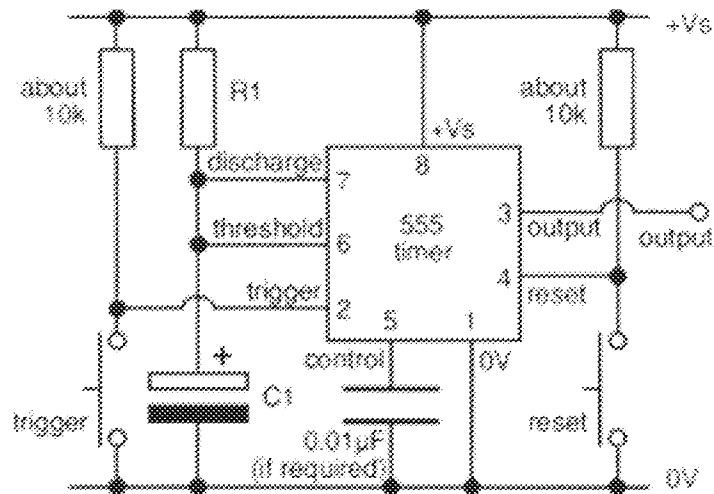 +Vs
about
10k
R1
+Vs
about
10k
discharge
7
8
threshold
6
555
timer
3
output
output
trigger
2
4
reset
5
1
control
0V
+
C1
trigger
0.01µF
(if required)
reset
0V